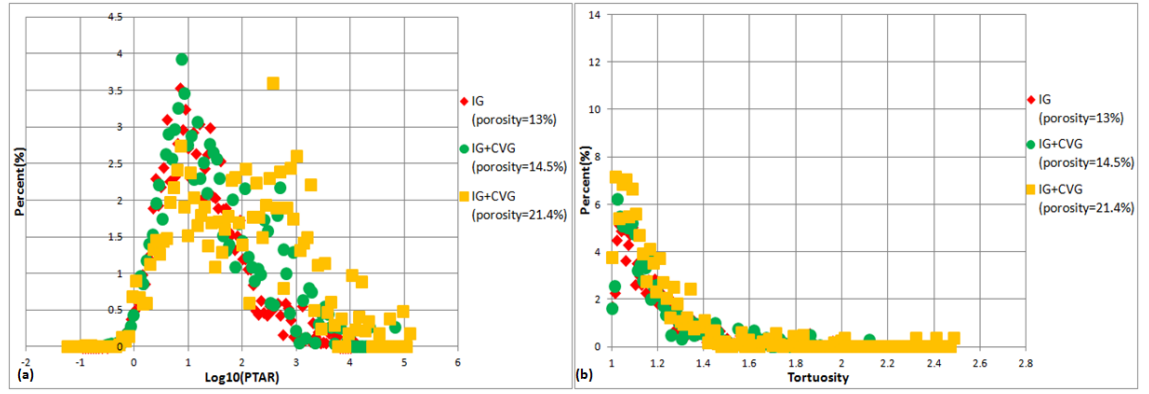 4.5
4
3.5
3
2.5
2
1.5
1
0.5
0
-2 -1 0 1 2 3 4 5 6
Percent(%)
Log10(PTAR)
(a)
IG
(porosity=13%)
IG+CVG
(porosity=14.5%)
IG+CVG
(porosity=21.4%)
14
12
10
8
6
4
2
0
1 1.2 1.4 1.6 1.8 2 2.2 2.4 2.6 2.8
Percent(%)
Tortuosity
(b)
IG
(porosity=13%)
IG+CVG
(porosity=14.5%)
IG+CVG
(porosity=21.4%)